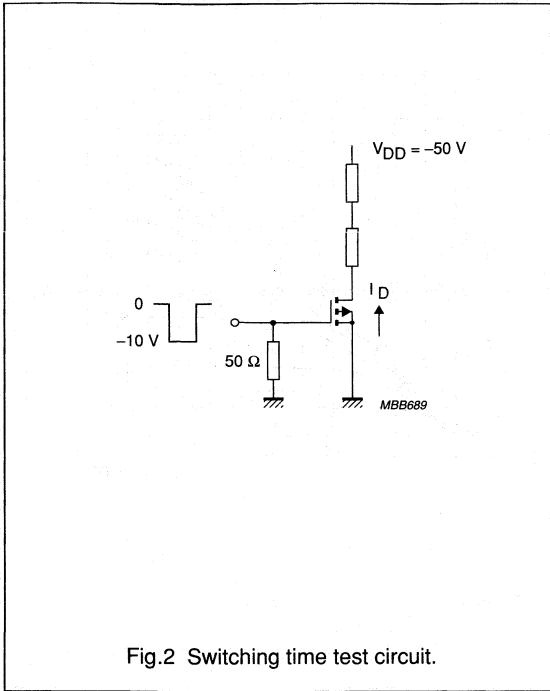 V_DD = –50 V
I_D
0
–10 V
50 Ω
MBB689
Fig.2 Switching time test circuit.